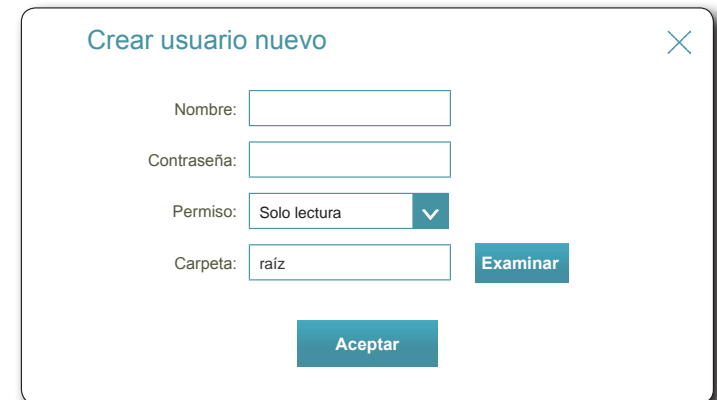 Crear usuario nuevo
Nombre:
Contraseña:
Permiso: Solo lectura
Carpeta: raíz Examinar
Aceptar